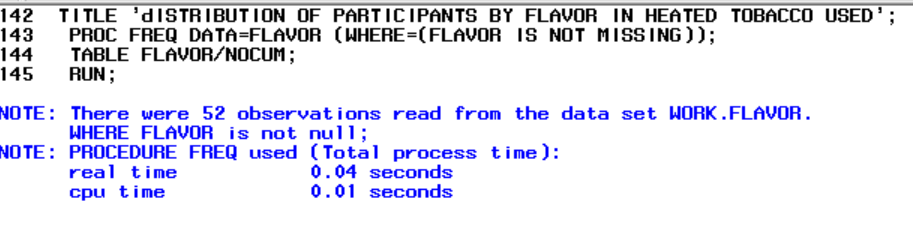 142 TITLE 'dISTRIBUTION OF PARTICIPANTS BY FLAVOR IN HEATED TOBACCO USED';
143 PROC FREQ DATA=FLAVOR (WHERE=(FLAVOR IS NOT MISSING));
144 TABLE FLAVOR/NOCUM;
145 RUN;
NOTE: There were 52 observations read from the data set WORK.FLAVOR.
WHERE FLAVOR is not null;
NOTE: PROCEDURE FREQ used (Total process time):
real time 0.04 seconds
cpu time 0.01 seconds